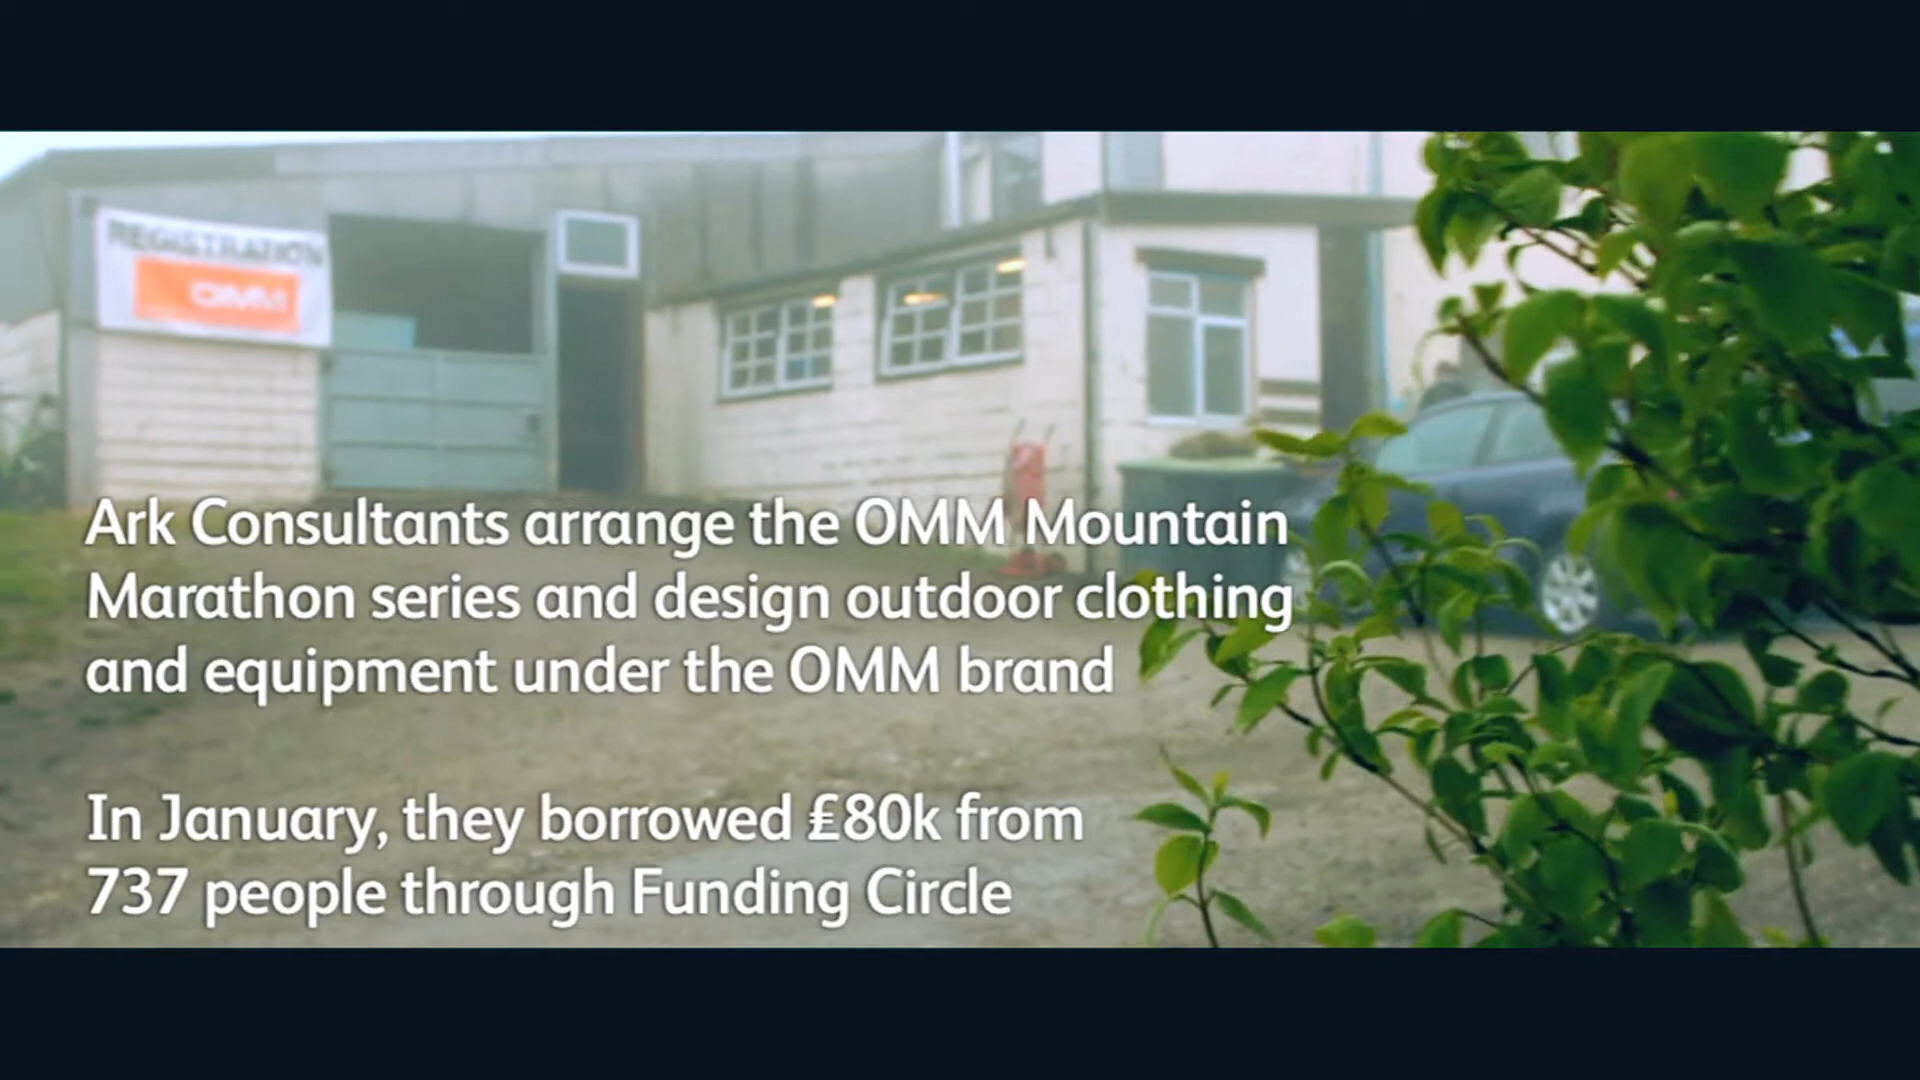 REGISTRATION
OMM
Ark Consultants arrange the OMM Mountain
Marathon series and design outdoor clothing
and equipment under the OMM brand
In January, they borrowed £80k from
737 people through Funding Circle